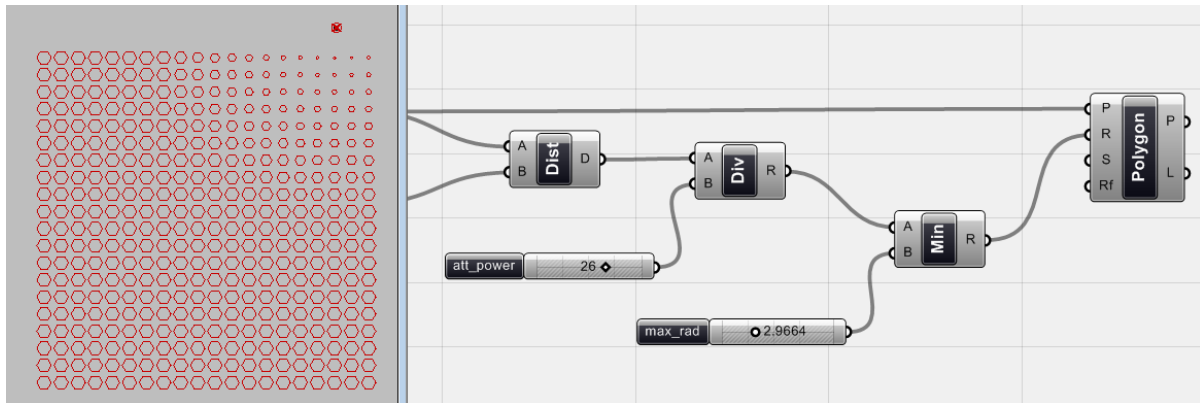 A
B
Dist
D
A
B
Div
R
P
R
S
Rf
Polygon
P
L
A
B
Min
R
att_power
26
max_rad
2.9664